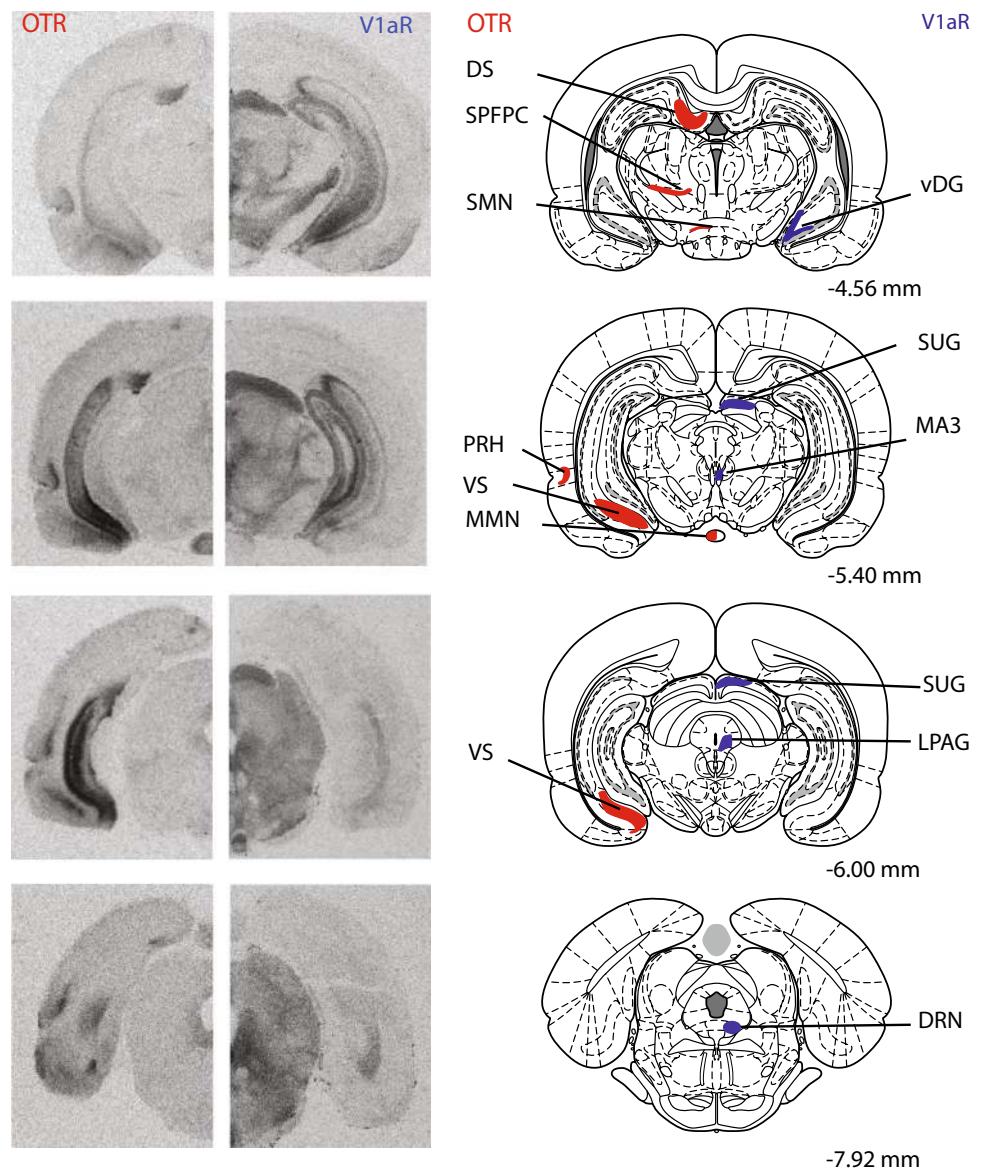 OTR
V1aR
OTR
V1aR
DS
SPFPC
SMN
vDG
-4.56 mm
SUG
MA3
PRH
VS
MMN
-5.40 mm
SUG
LPAG
VS
-6.00 mm
DRN
-7.92 mm